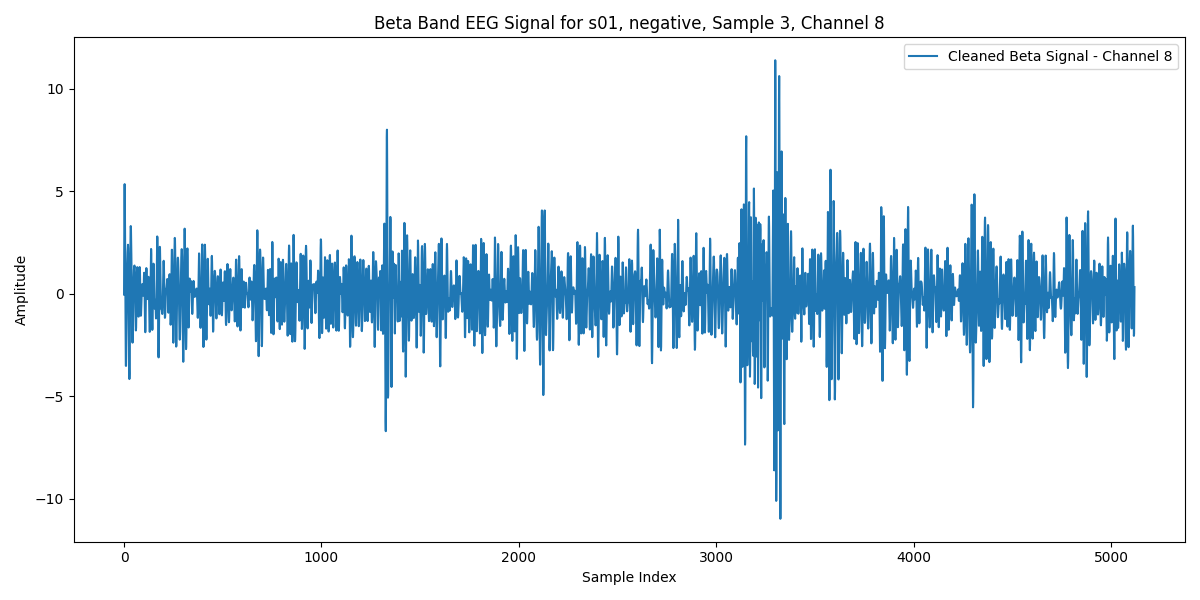 Beta Band EEG Signal for s01, negative, Sample 3, Channel 8
Cleaned Beta Signal - Channel 8
Amplitude
10
5
0
−5
−10
0 1000 2000 3000 4000 5000
Sample Index